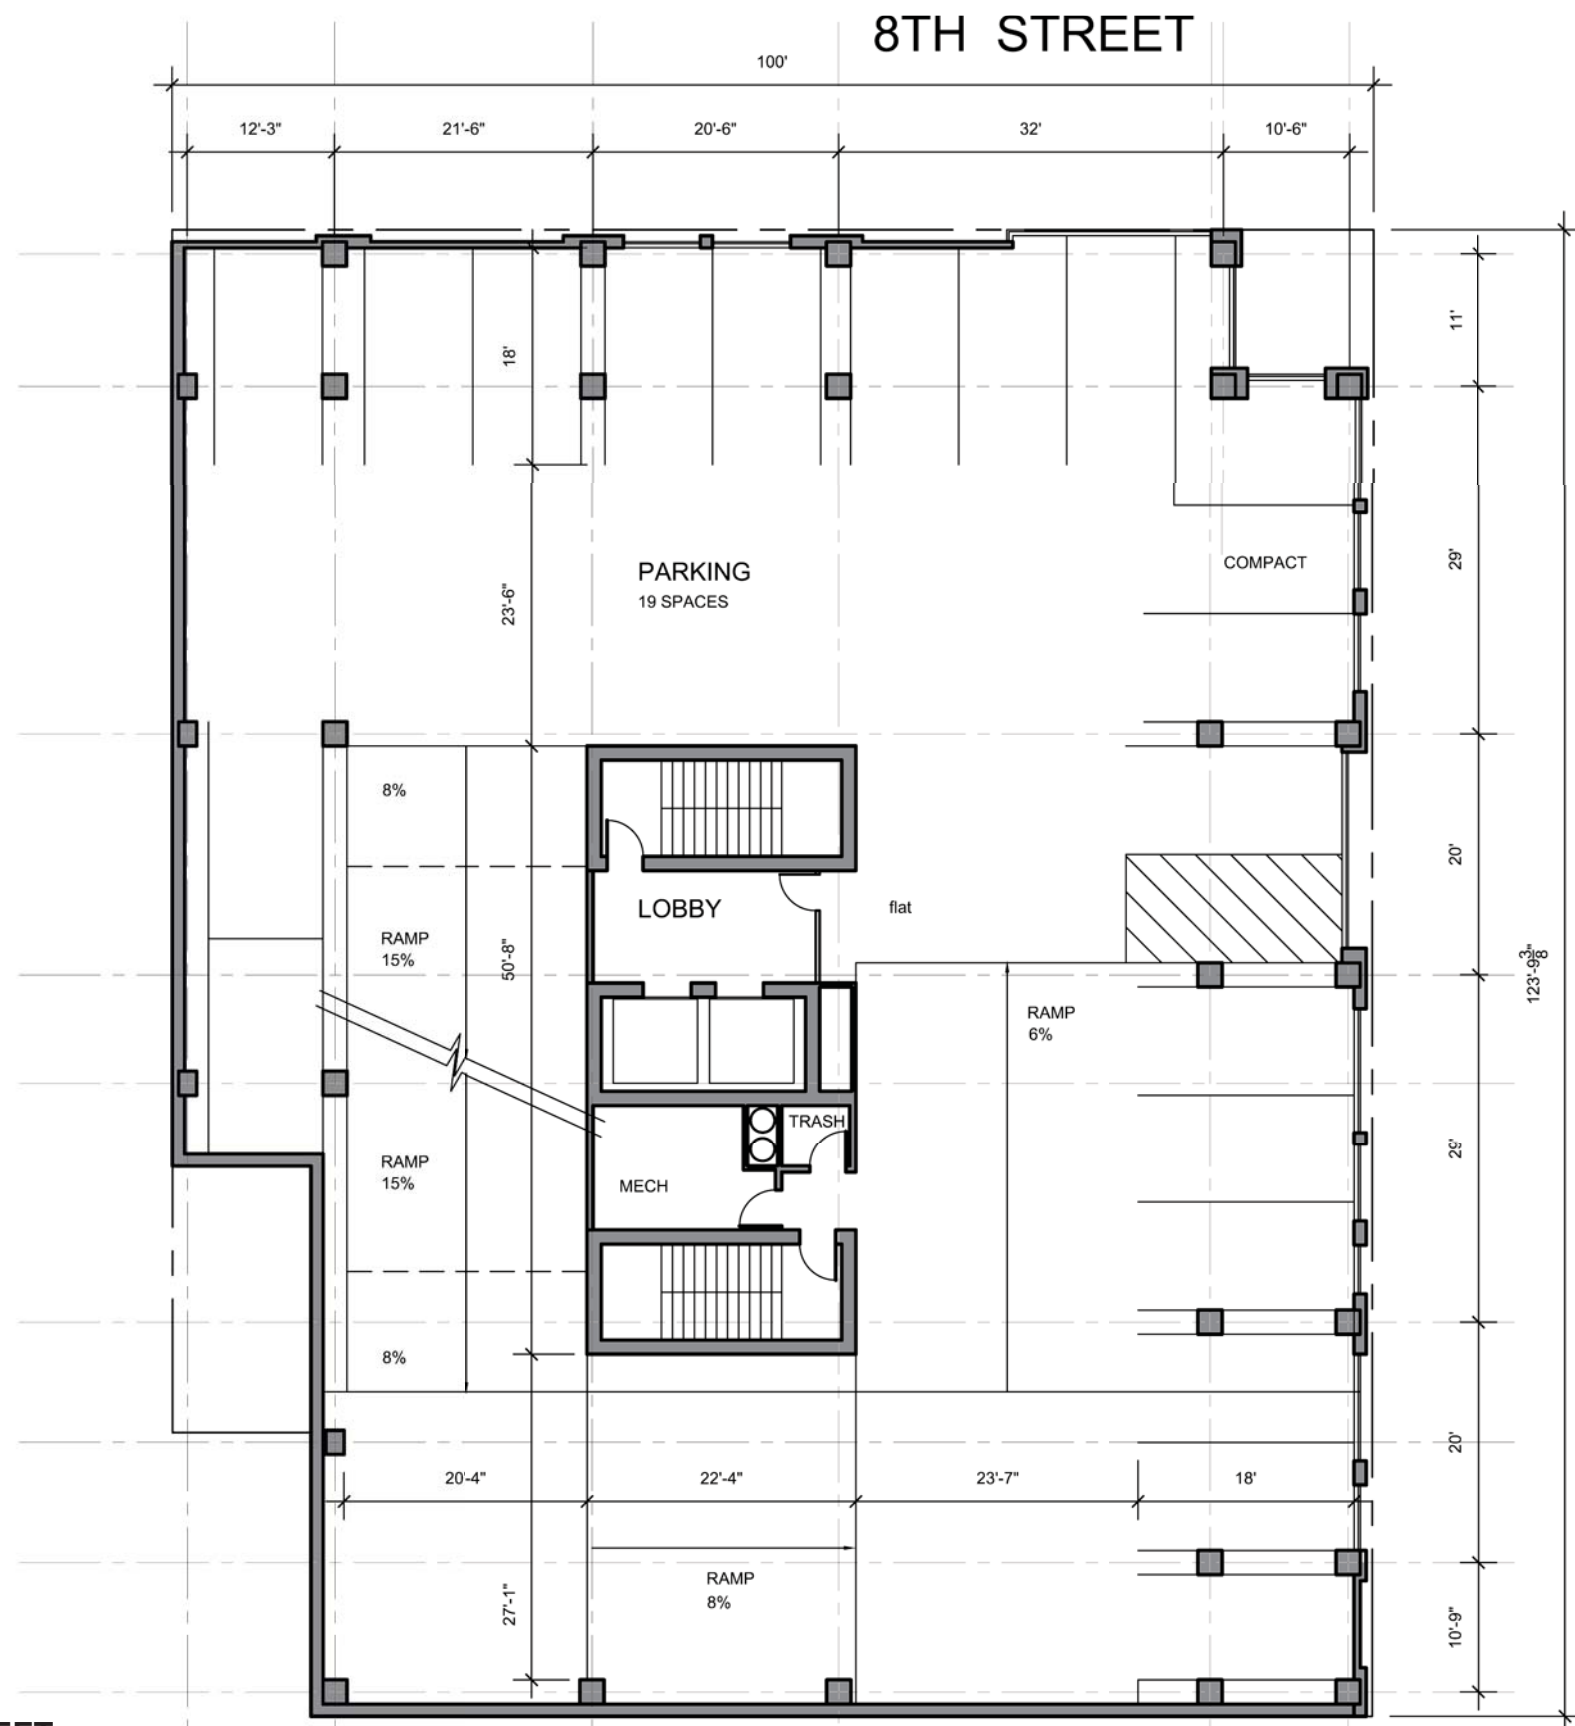 8TH STREET
100'
12'-3"
21'-6"
20'-6"
32'
10'-6"
11'
18'
29'
COMPACT
PARKING
19 SPACES
23'-6"
8%
20'
LOBBY
flat
RAMP
15%
50'-8"
123'-9 3/8"
RAMP
6%
TRASH
29'
RAMP
15%
MECH
8%
20'
20'-4"
22'-4"
23'-7"
18'
RAMP
8%
27'-1"
10'-9"